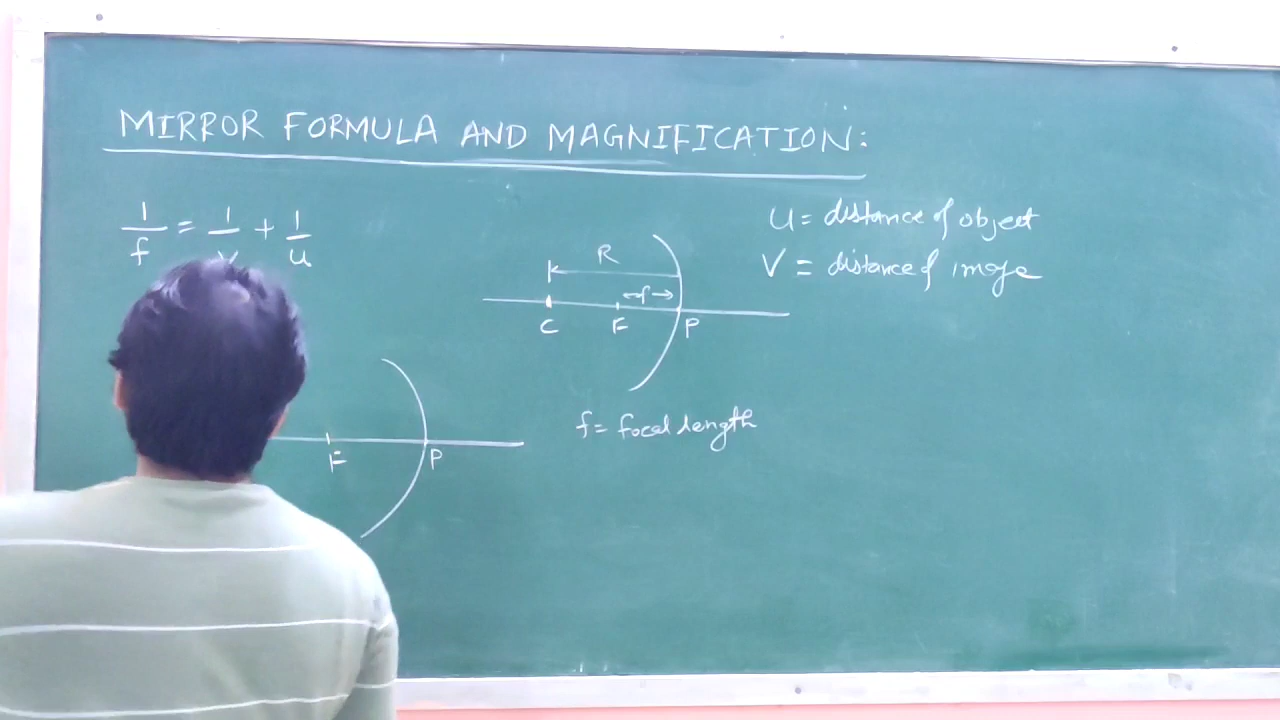 MIRROR FORMULA AND MAGNIFICATION:
1/f = 1/v + 1/u
U = distance of object
V = distance of image
R
f
C F P
f = focal length
F P